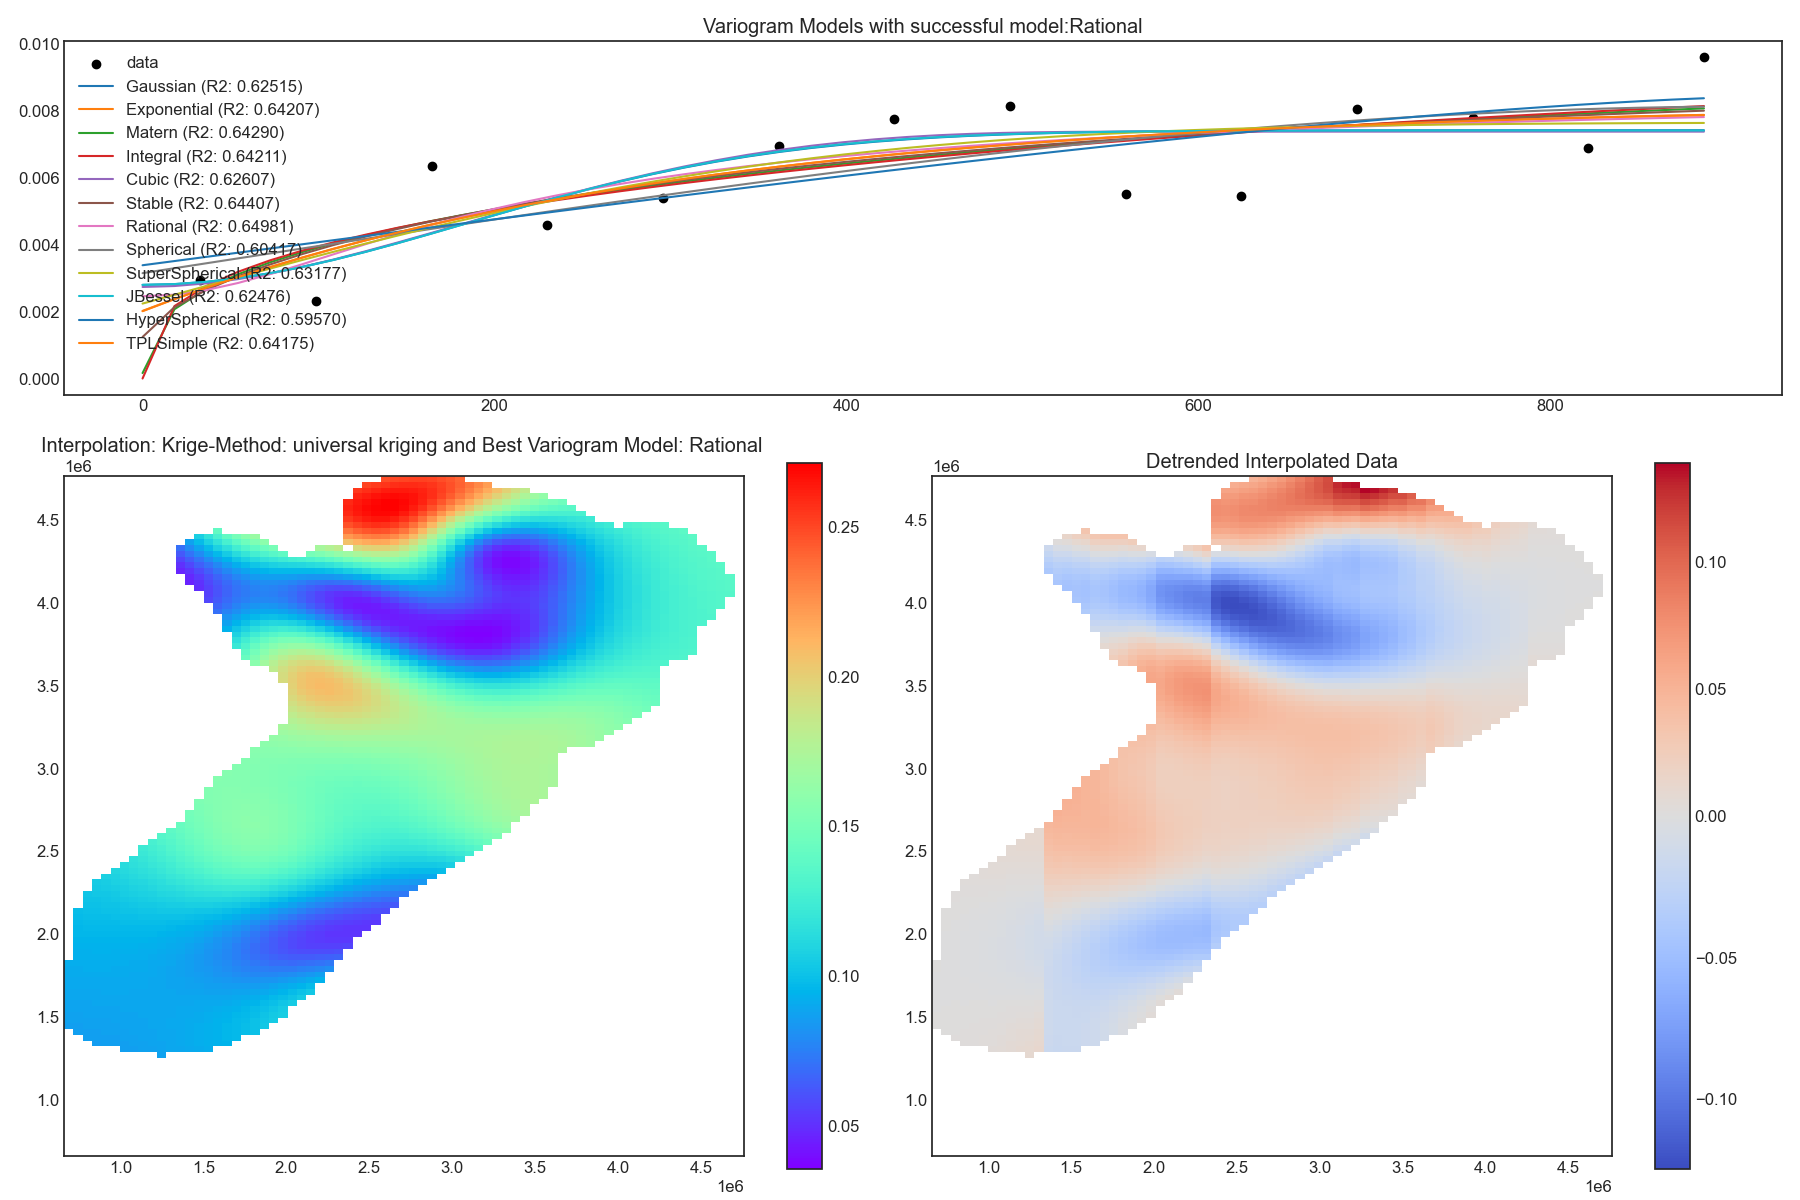 Variogram Models with successful model:Rational
0.010
0.008
0.006
0.004
0.002
0.000
data
Gaussian (R2: 0.62515)
Exponential (R2: 0.64207)
Matern (R2: 0.64290)
Integral (R2: 0.64211)
Cubic (R2: 0.62607)
Stable (R2: 0.64407)
Rational (R2: 0.64981)
Spherical (R2: 0.60417)
SuperSpherical (R2: 0.63177)
JBessel (R2: 0.62476)
HyperSpherical (R2: 0.59570)
TPLSimple (R2: 0.64175)
0 200 400 600 800
Interpolation: Krige-Method: universal kriging and Best Variogram Model: Rational
1e6
4.5
4.0
3.5
3.0
2.5
2.0
1.5
1.0
1.0 1.5 2.0 2.5 3.0 3.5 4.0 4.5
1e6
0.25
0.20
0.15
0.10
0.05
Detrended Interpolated Data
1e6
4.5
4.0
3.5
3.0
2.5
2.0
1.5
1.0
1.0 1.5 2.0 2.5 3.0 3.5 4.0 4.5
1e6
0.10
0.05
0.00
−0.05
−0.10